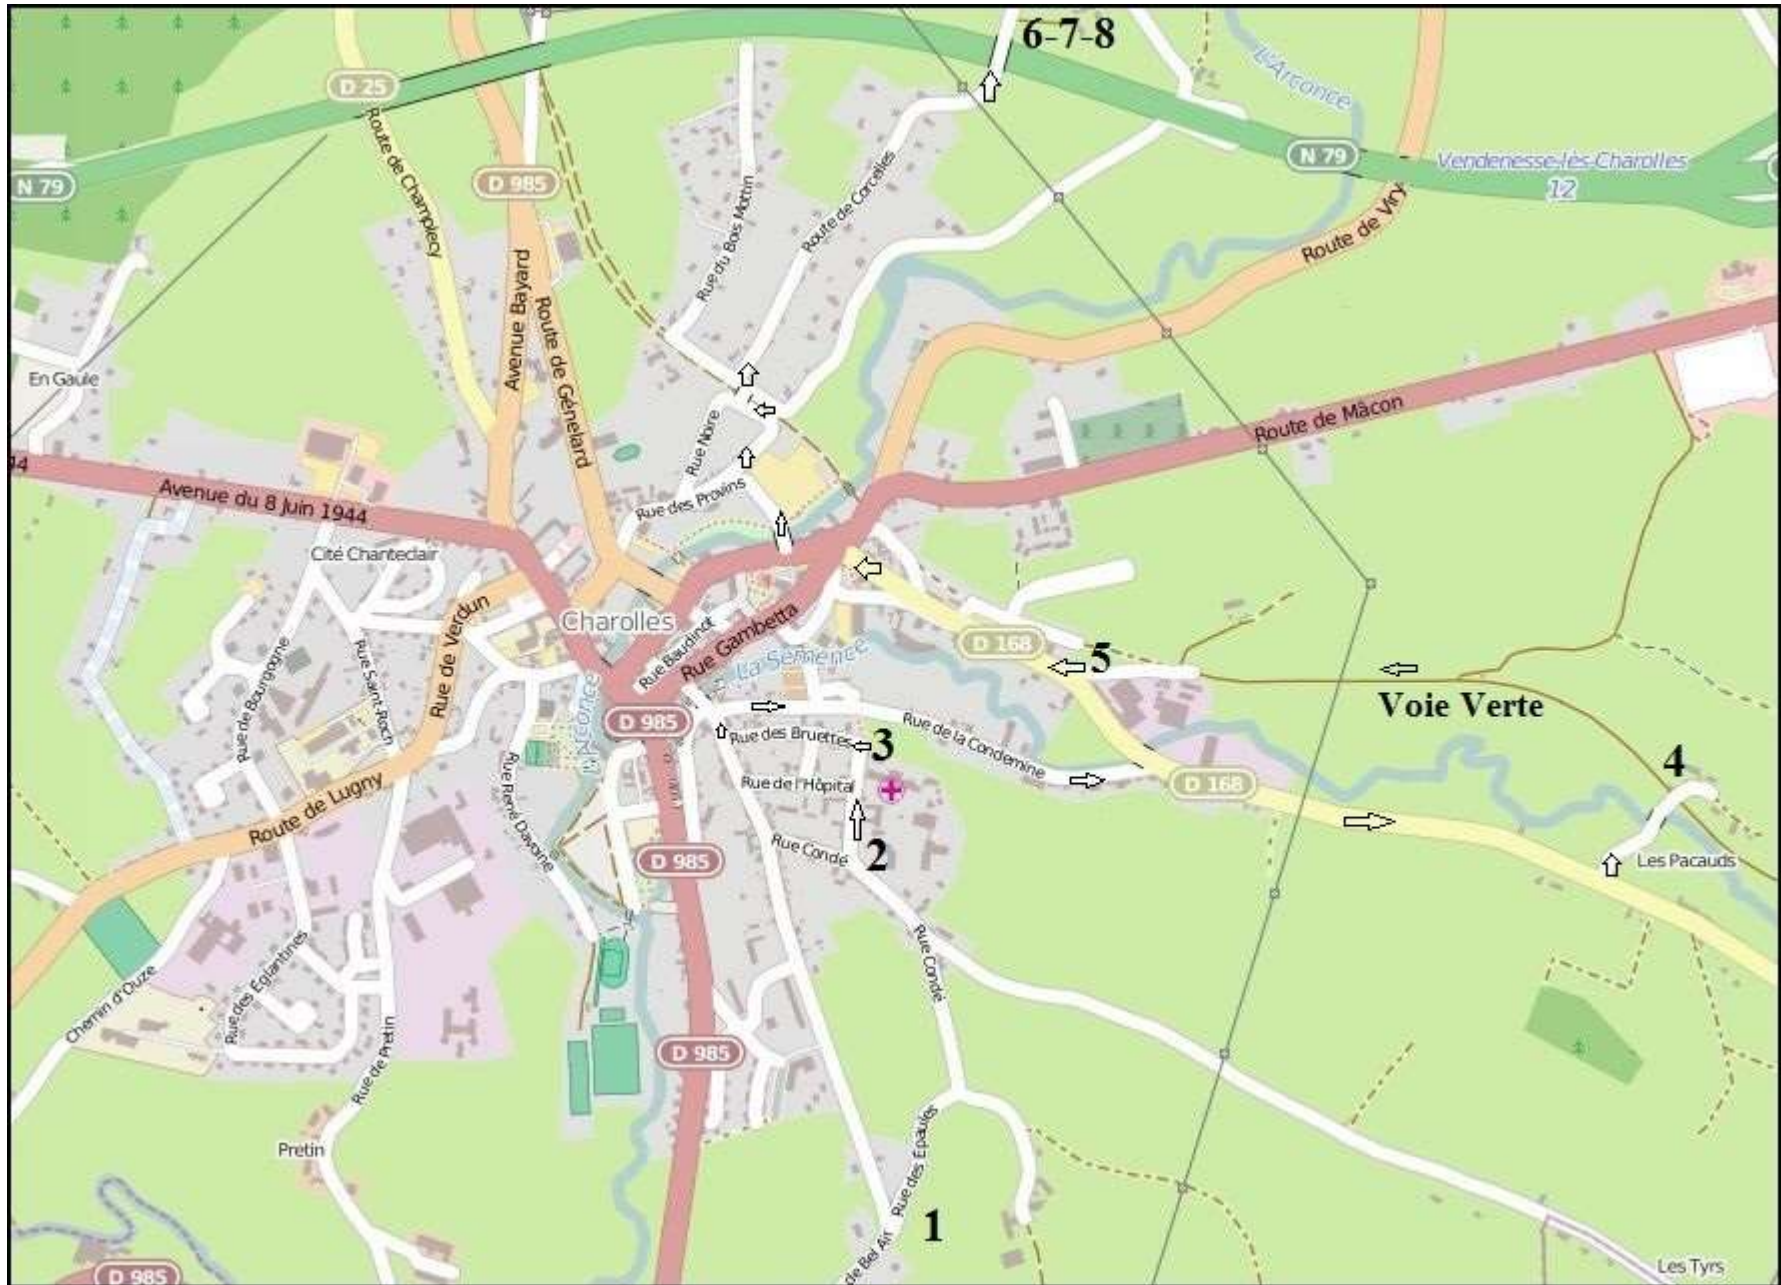 6-7-8
L'Arconce
D 25
N 79
Vendenesse-lès-Charolles
12
N 79
D 985
Route de Champlecy
Rue du Bois Mottin
Route de Corcelles
Route de Viry
Avenue Bayard
Route de Génelard
En Gaule
Route de Mâcon
Rue Noire
Avenue du 8 Juin 1944
Rue des Provins
Cité Chanteclair
Charolles
Rue de Verdun
Rue Baudinot
Rue Gambetta
La Semence
D 168
5
Voie Verte
Rue de Bourgogne
Rue Saint-Roch
L'Arconce
D 985
Rue des Bruettes
3
Rue de la Condemine
4
D 168
Rue de l'Hôpital
Route de Lugny
Rue René Davoine
D 985
Rue Condé
2
Les Pacauds
Rue Condé
Chemin d'Ouze
Rue des Églantines
Rue de Pretin
D 985
Pretin
Rue des Épaules
1
de Bel Air
D 985
Les Tyrs